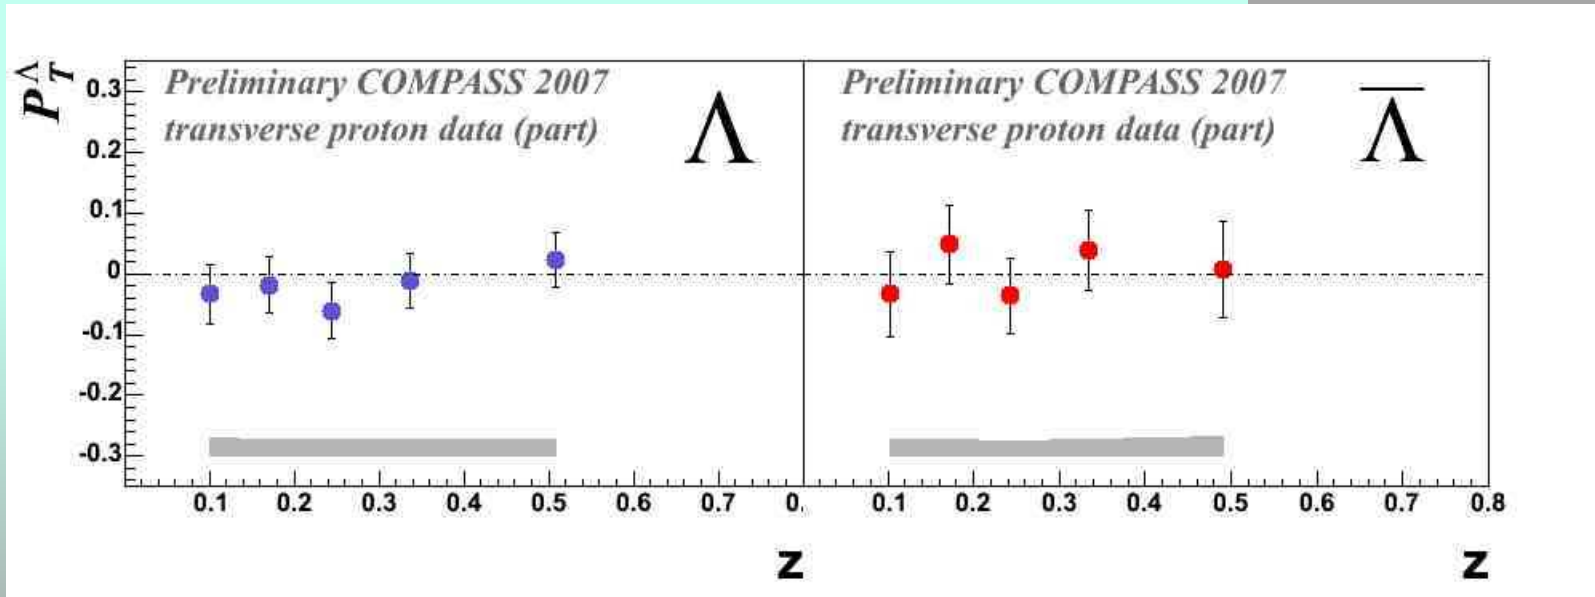 P_T^Λ
Preliminary COMPASS 2007
transverse proton data (part)
Λ
0.3
0.2
0.1
0
-0.1
-0.2
-0.3
0.1 0.2 0.3 0.4 0.5 0.6 0.7 0.
z
Preliminary COMPASS 2007
transverse proton data (part)
Λ̅
0.1 0.2 0.3 0.4 0.5 0.6 0.7 0.8
z